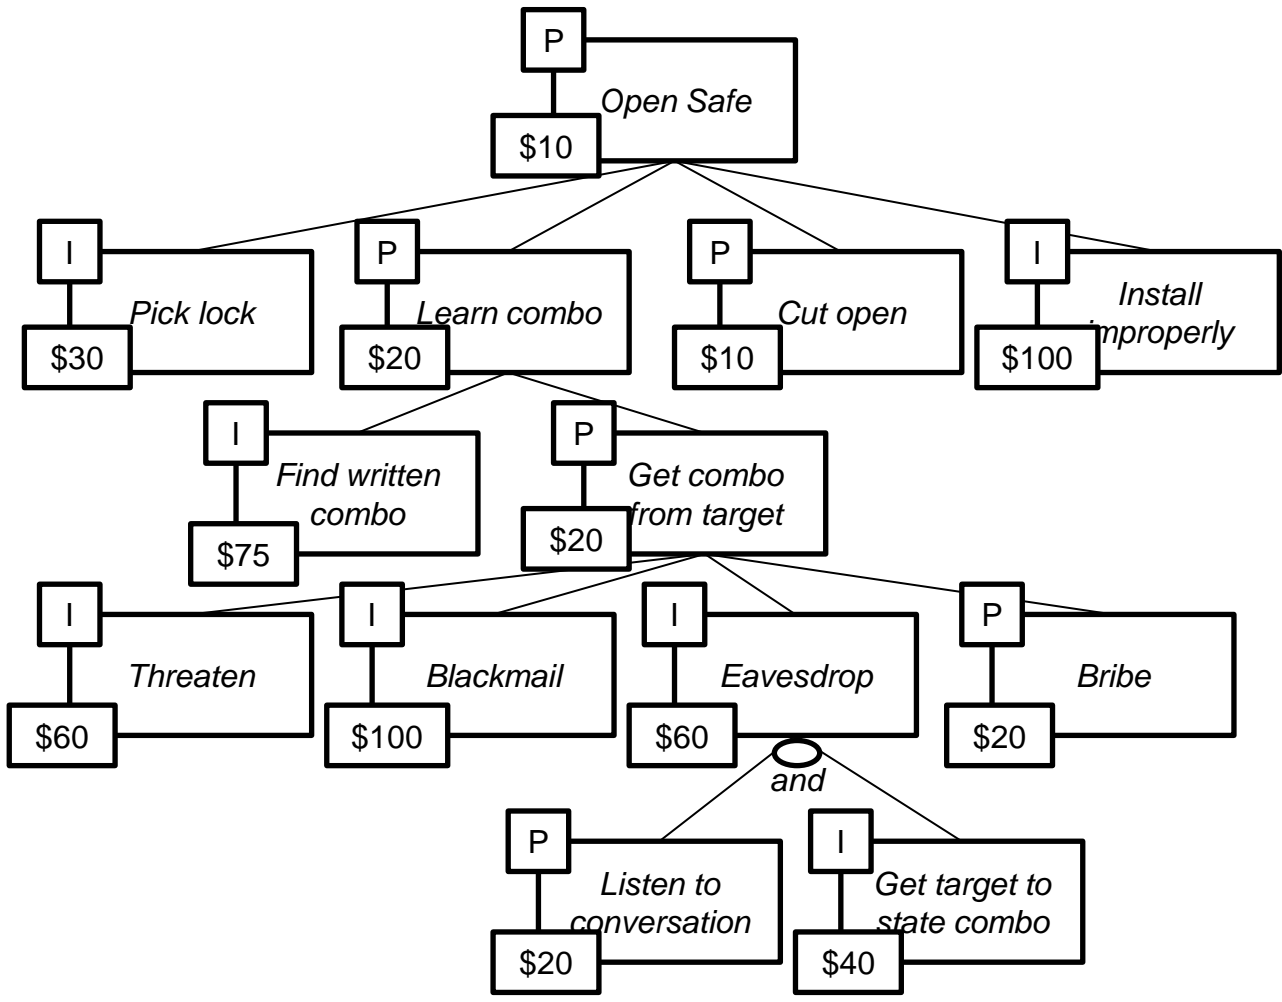 P
Open Safe
$10
I
Pick lock
$30
P
Learn combo
$20
P
Cut open
$10
I
Install
improperly
$100
I
Find written
combo
$75
P
Get combo
from target
$20
I
Threaten
$60
I
Blackmail
$100
I
Eavesdrop
$60
P
Bribe
$20
and
P
Listen to
conversation
$20
I
Get target to
state combo
$40